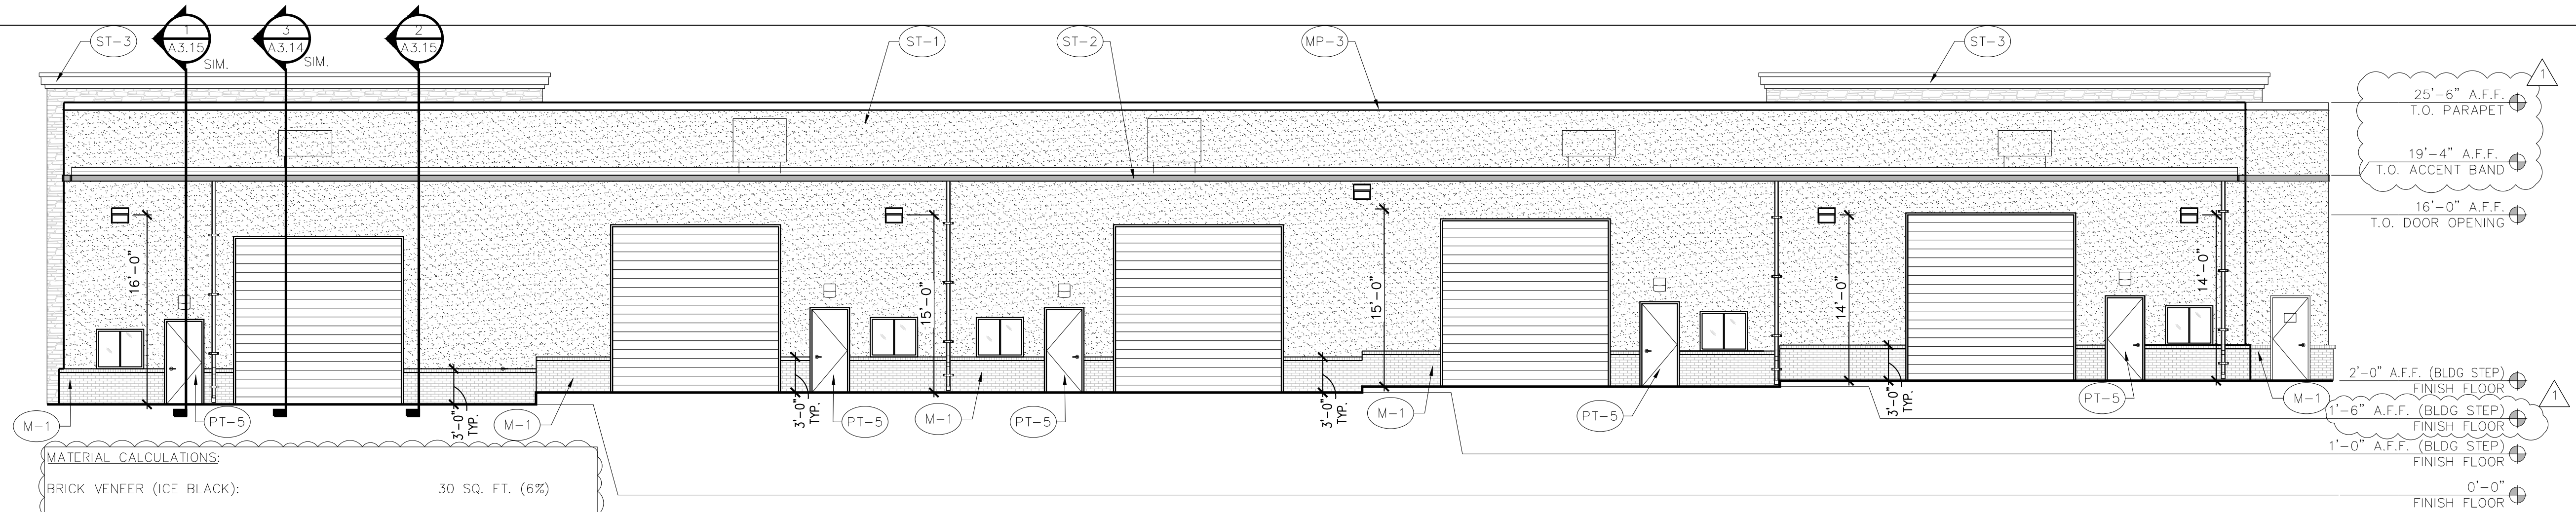 ST-3
1
A3.15
SIM.
3
A3.14
SIM.
2
A3.15
ST-1
ST-2
MP-3
ST-3
1
25'-6" A.F.F.
T.O. PARAPET
19'-4" A.F.F.
T.O. ACCENT BAND
16'-0" A.F.F.
T.O. DOOR OPENING
16'-0"
15'-0"
15'-0"
14'-0"
14'-0"
2'-0" A.F.F. (BLDG STEP)
FINISH FLOOR
1
1'-6" A.F.F. (BLDG STEP)
FINISH FLOOR
1'-0" A.F.F. (BLDG STEP)
FINISH FLOOR
0'-0"
FINISH FLOOR
M-1
PT-5
3'-0"
TYP.
M-1
3'-0"
TYP.
PT-5
M-1
PT-5
3'-0"
TYP.
M-1
PT-5
3'-0"
TYP.
PT-5
M-1
MATERIAL CALCULATIONS:
BRICK VENEER (ICE BLACK): 30 SQ. FT. (6%)